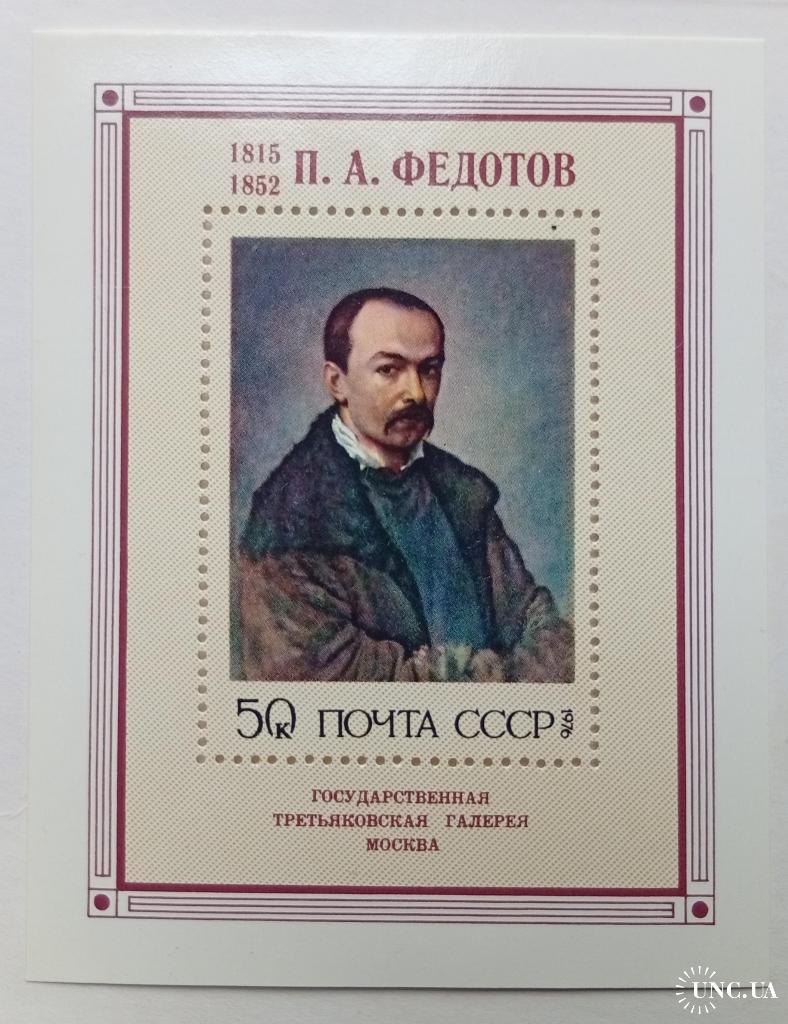 1815
1852
П. А. ФЕДОТОВ
50к ПОЧТА СССР 1976
ГОСУДАРСТВЕННАЯ
ТРЕТЬЯКОВСКАЯ ГАЛЕРЕЯ
МОСКВА
UNC.UA